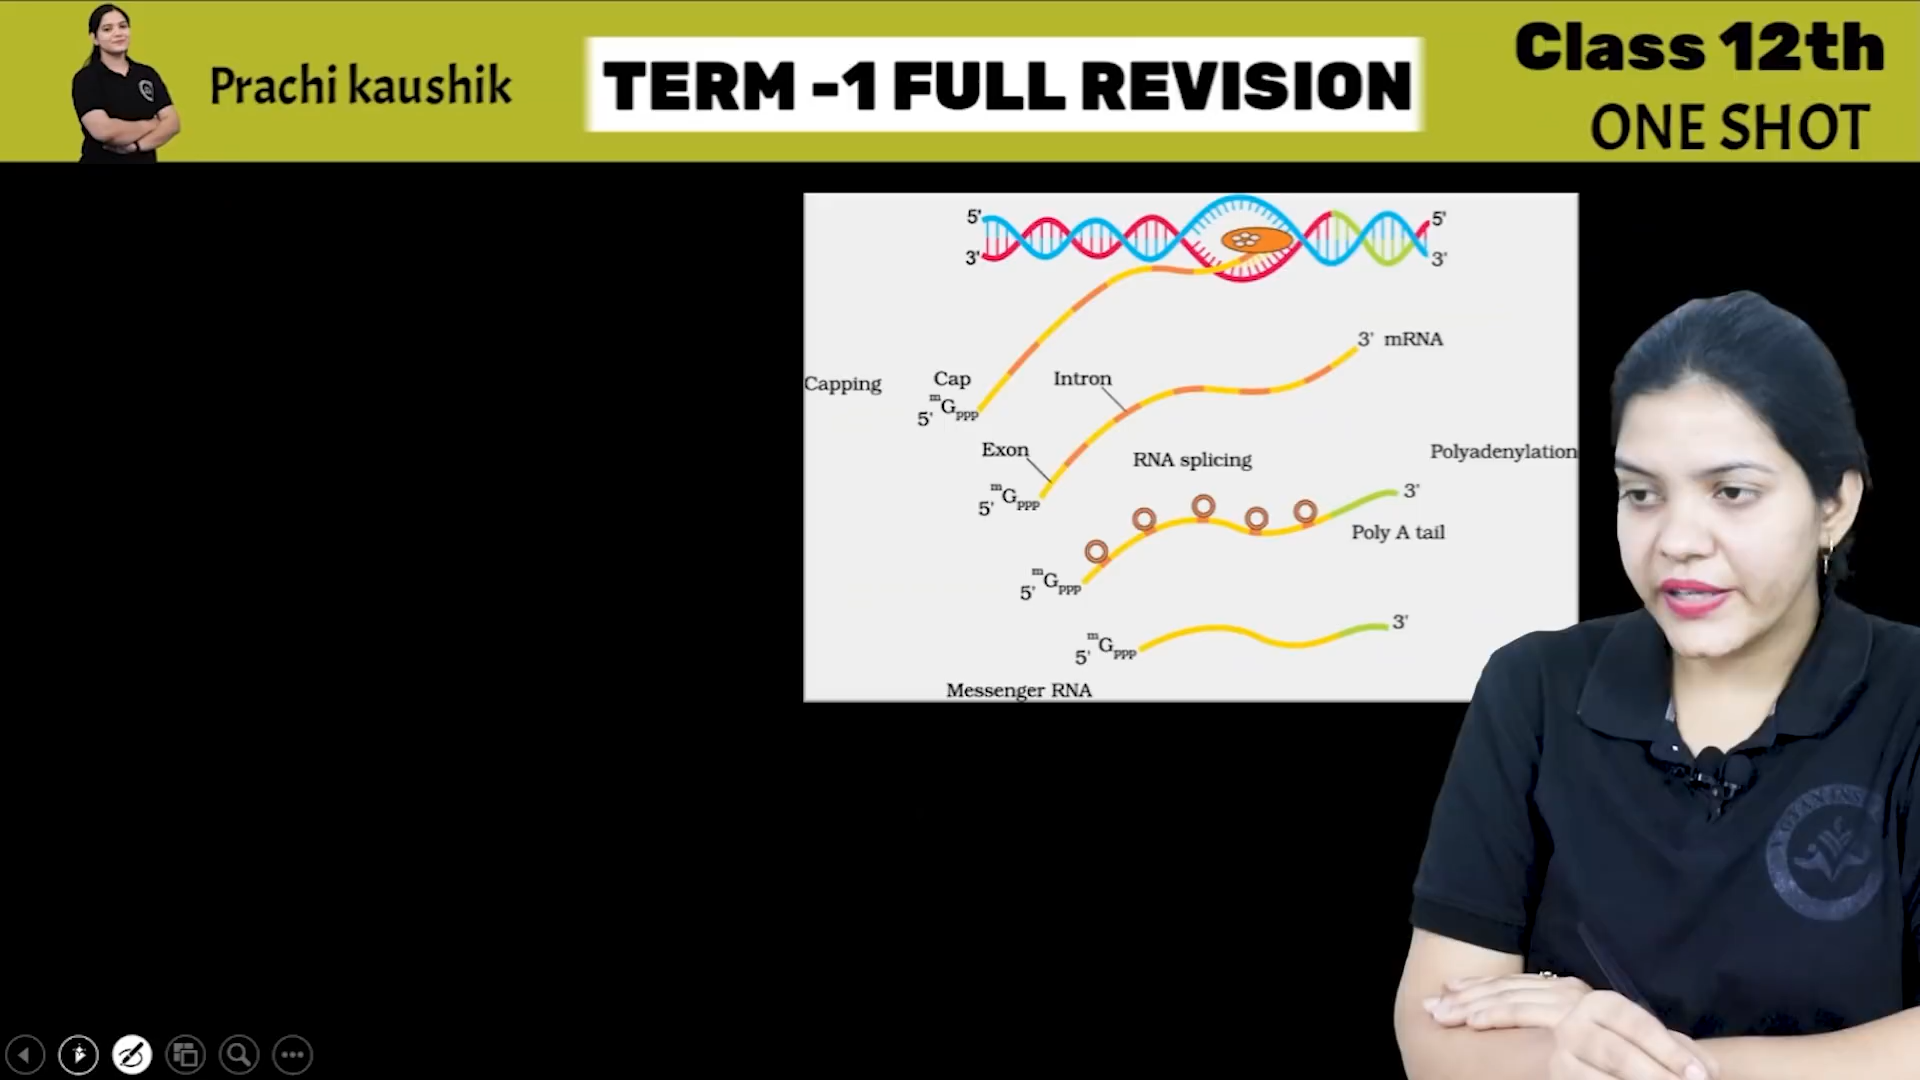 Prachi kaushik
TERM -1 FULL REVISION
Class 12th
ONE SHOT
5'
5'
3'
3'
3' mRNA
Capping
Cap
Intron
5' mGppp
Exon
RNA splicing
Polyadenylation
5' mGppp
3'
Poly A tail
5' mGppp
3'
5' mGppp
Messenger RNA